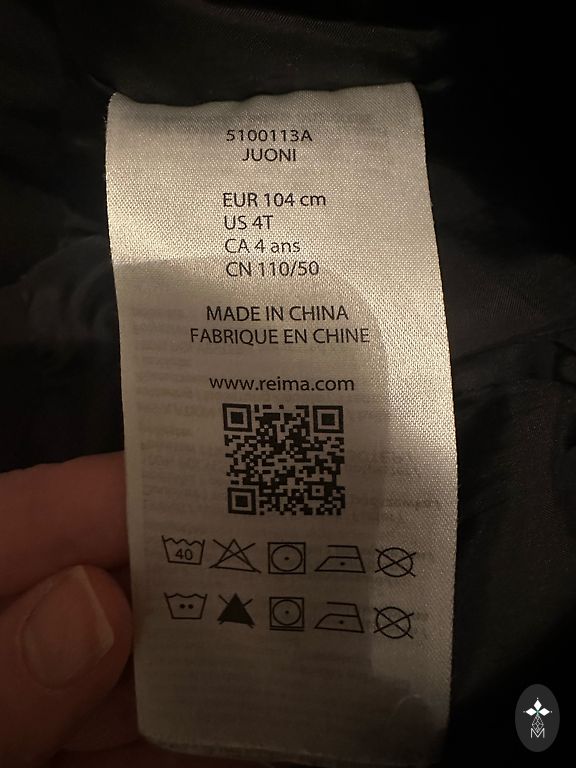 5100113A
JUONI
EUR 104 cm
US 4T
CA 4 ans
CN 110/50
MADE IN CHINA
FABRIQUE EN CHINE
www.reima.com
40
M